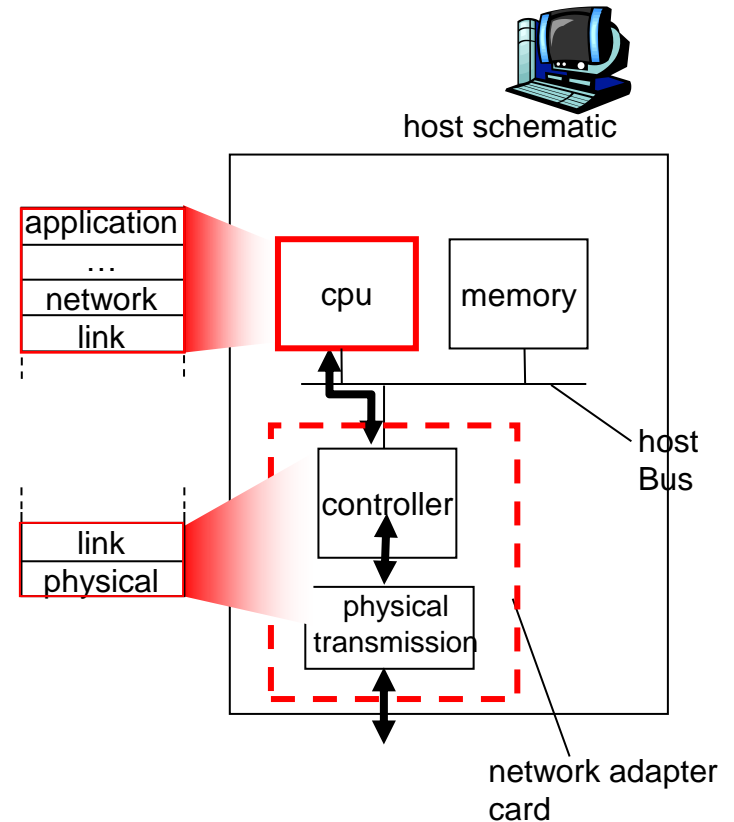 host schematic
application
…
network
link
cpu
memory
host
Bus
controller
link
physical
physical
transmission
network adapter
card